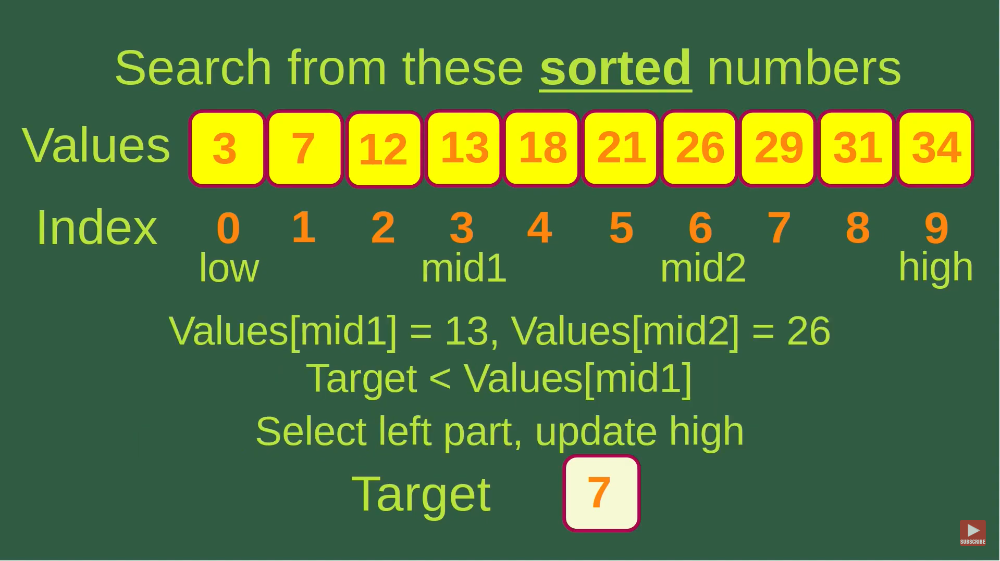 Search from these sorted numbers
Values 3 7 12 13 18 21 26 29 31 34
Index 0 1 2 3 4 5 6 7 8 9
low mid1 mid2 high
Values[mid1] = 13, Values[mid2] = 26
Target < Values[mid1]
Select left part, update high
Target 7
SUBSCRIBE